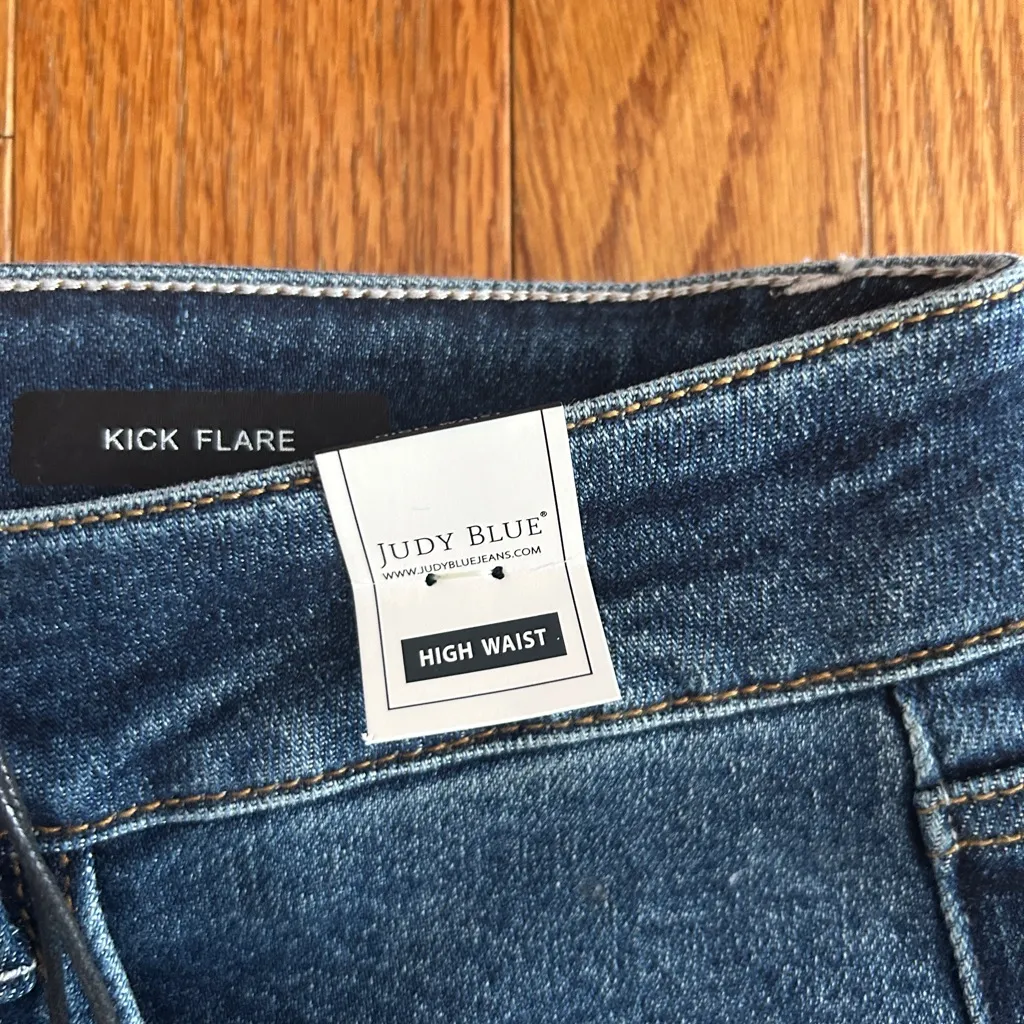 KICK FLARE
JUDY BLUE®
WWW.JUDYBLUEJEANS.COM
HIGH WAIST